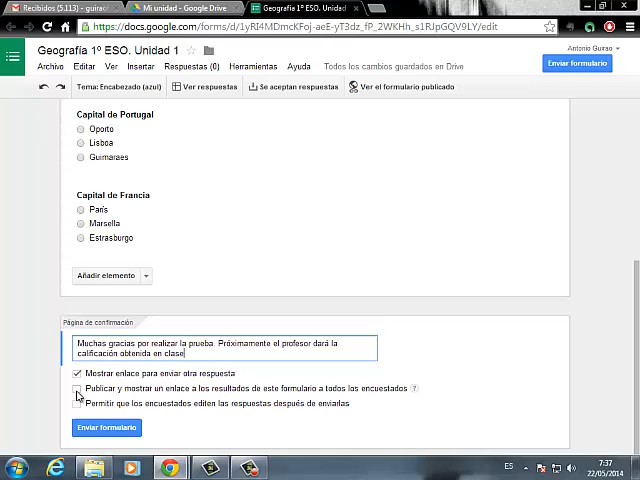 Recibidos (5.113) - guirao
Mi unidad - Google Drive
Geografía 1º ESO. Unidad
https://docs.google.com/forms/d/1yRI4MDmcKFoj-aeE-yT3dz_fP_2WKHh_s1RJpGQV9LY/edit
Geografía 1º ESO. Unidad 1
Antonio Guirao
Archivo Editar Ver Insertar Respuestas (0) Herramientas Todos los cambios guardados en Drive
Enviar formulario
Tema: Encabezado (azul) Ver respuestas Se aceptan respuestas Ver el formulario publicado
Capital de Portugal
Oporto
Lisboa
Guimaraes
Capital de Francia
París
Marsella
Estrasburgo
Añadir elemento
Página de confirmación
Muchas gracias por realizar la prueba. Próximamente el profesor dará la
calificación obtenida en clase
Mostrar enlace para enviar otra respuesta
Publicar y mostrar un enlace a los resultados de este formulario a todos los encuestados ?
Permitir que los encuestados editen las respuestas después de enviarlas
Enviar formulario
ES
7:37
22/05/2014